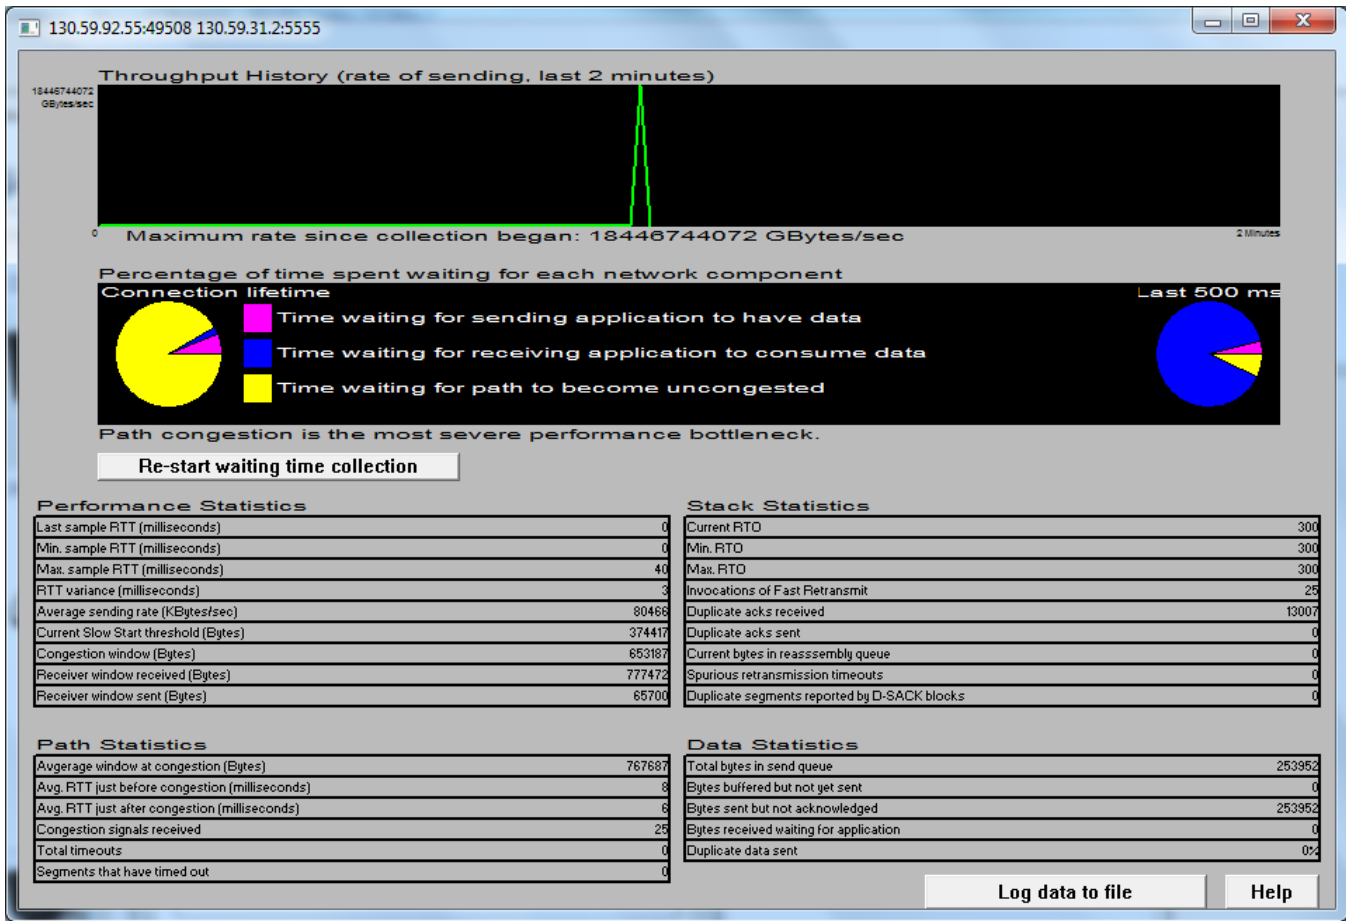 130.59.92.55:49508 130.59.31.2:5555
Throughput History (rate of sending, last 2 minutes)
18446744072
GBytes/sec
0
Maximum rate since collection began: 18446744072 GBytes/sec
2 Minutes
Percentage of time spent waiting for each network component
Connection lifetime
Last 500 ms
Time waiting for sending application to have data
Time waiting for receiving application to consume data
Time waiting for path to become uncongested
Path congestion is the most severe performance bottleneck.
Re-start waiting time collection
Performance Statistics
Last sample RTT (milliseconds) 0
Min. sample RTT (milliseconds) 0
Max. sample RTT (milliseconds) 40
RTT variance (milliseconds) 3
Average sending rate (KBytes/sec) 80466
Current Slow Start threshold (Bytes) 374417
Congestion window (Bytes) 653187
Receiver window received (Bytes) 777472
Receiver window sent (Bytes) 65700
Stack Statistics
Current RTO 300
Min. RTO 300
Max. RTO 300
Invocations of Fast Retransmit 25
Duplicate acks received 13007
Duplicate acks sent 0
Current bytes in reasssembly queue 0
Spurious retransmission timeouts 0
Duplicate segments reported by D-SACK blocks 0
Path Statistics
Avgerage window at congestion (Bytes) 767687
Avg. RTT just before congestion (milliseconds) 8
Avg. RTT just after congestion (milliseconds) 6
Congestion signals received 25
Total timeouts 0
Segments that have timed out 0
Data Statistics
Total bytes in send queue 253952
Bytes buffered but not yet sent 0
Bytes sent but not acknowledged 253952
Bytes received waiting for application 0
Duplicate data sent 0%
Log data to file
Help